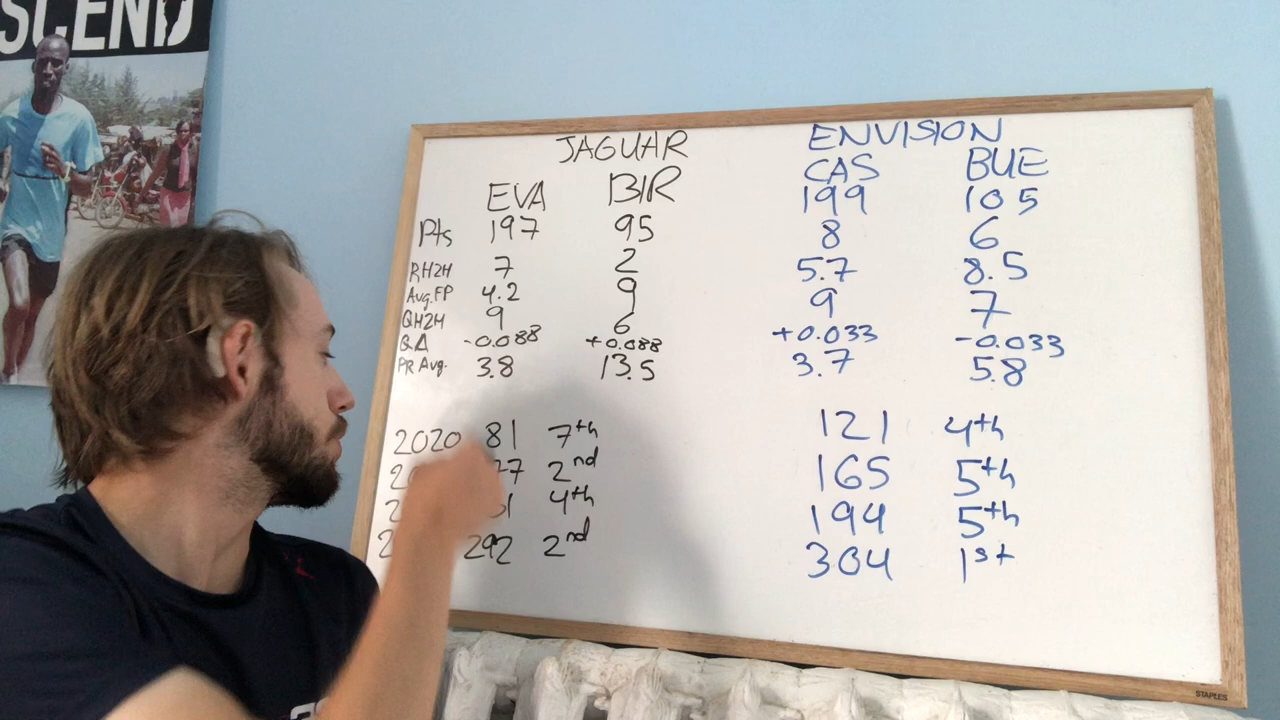 SCEND
JAGUAR ENVISION
EVA BIR CAS BUE
Pts 197 95 199 105
RH2H 7 2 8 6
Avg.FP 4.2 9 5.7 8.5
QH2H 9 6 9 7
QΔ -0.088 +0.088 +0.033 -0.033
PR Avg. 3.8 13.5 3.7 5.8
2020 81 7th 121 4th
2nd 165 5th
4th 194 5th
292 2nd 304 1st
STAPLES